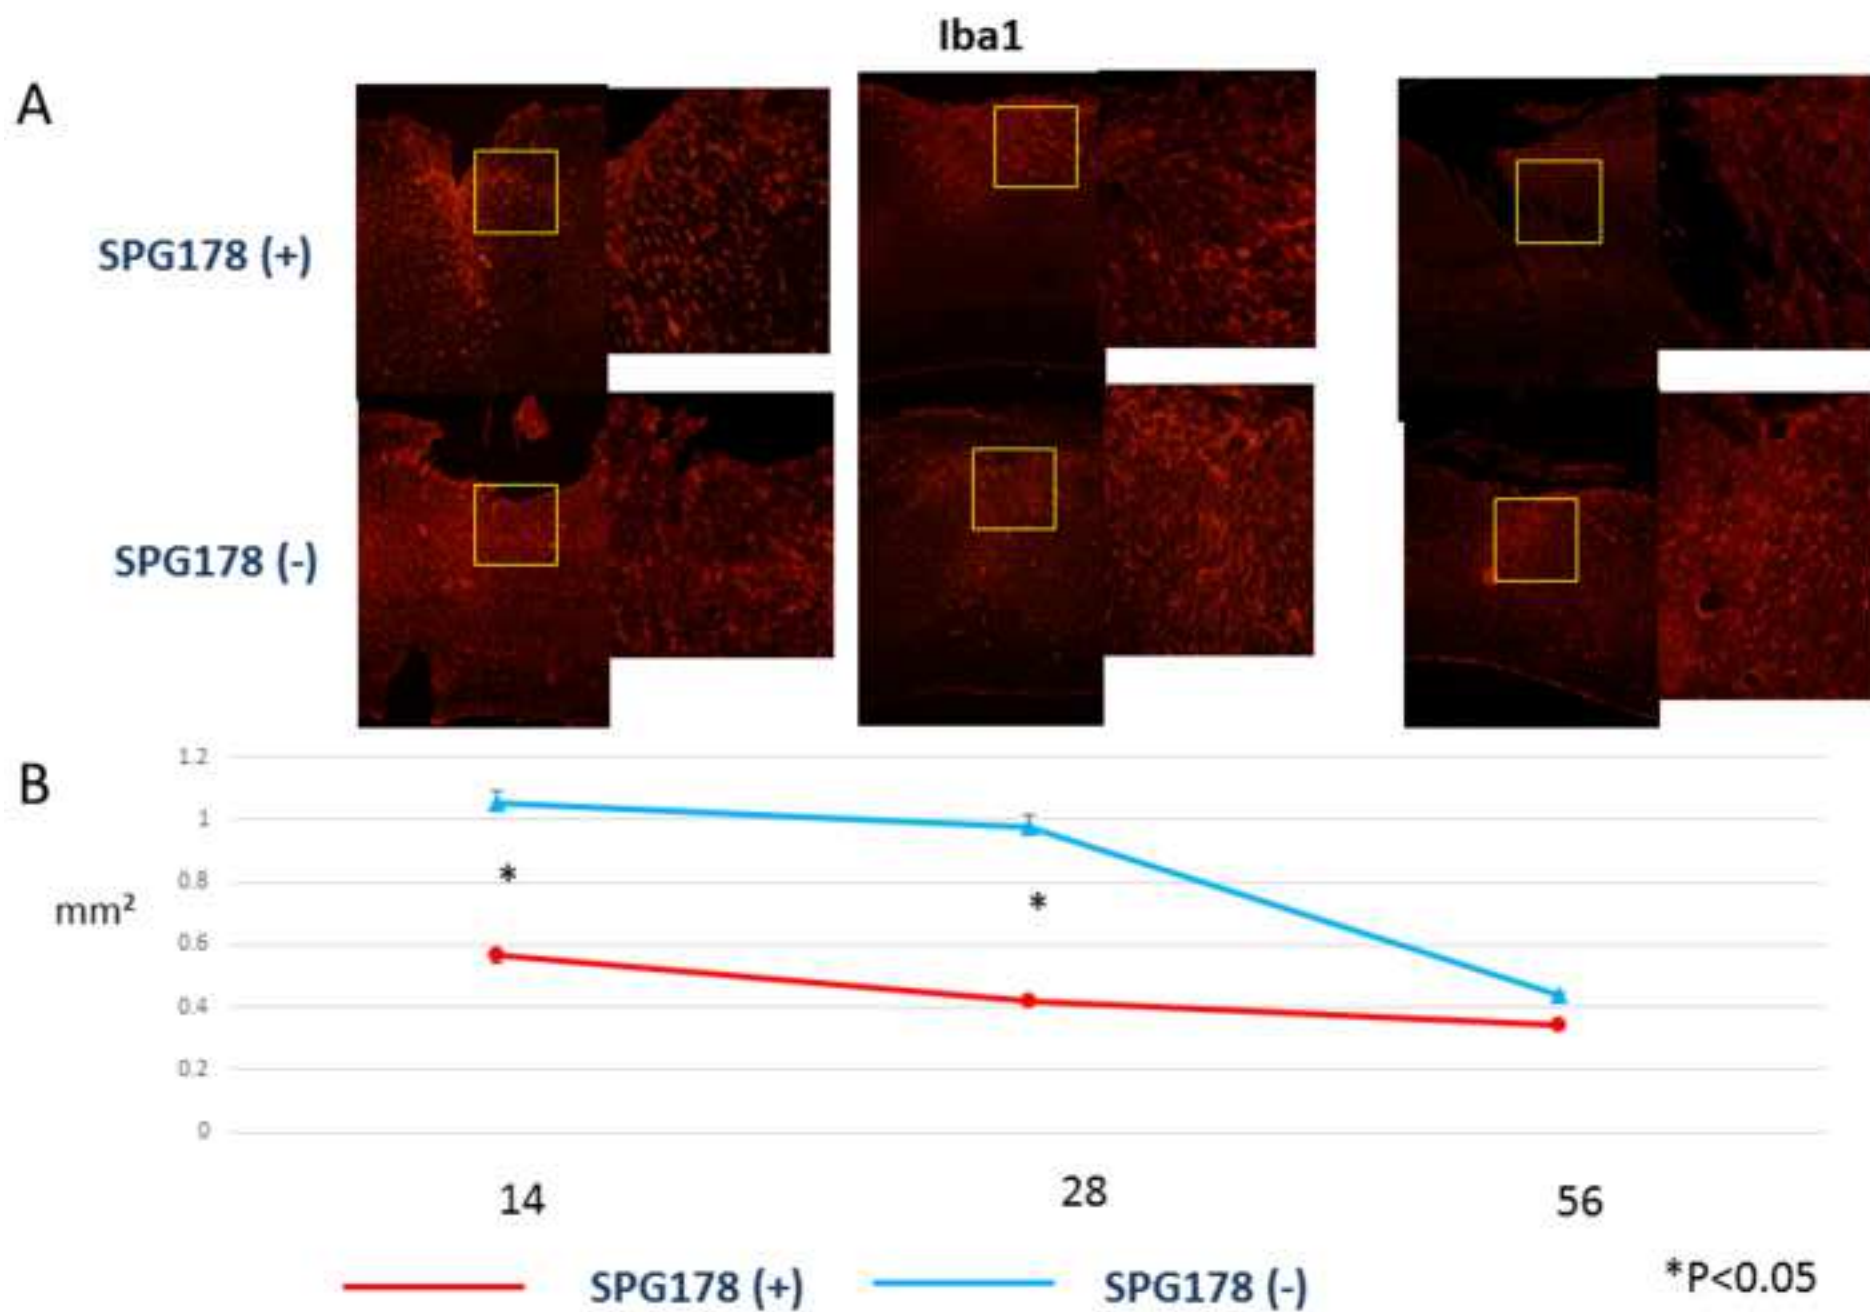 Iba1
A
SPG178 (+)
SPG178 (-)
B
1.2
1
0.8
0.6
0.4
0.2
0
mm²
*
*
14
28
56
SPG178 (+)
SPG178 (-)
*P<0.05